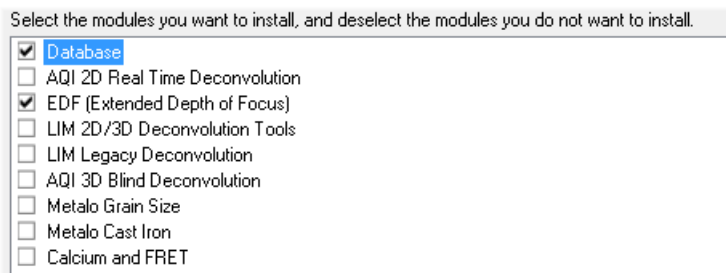 Select the modules you want to install, and deselect the modules you do not want to install.
Database
AQI 2D Real Time Deconvolution
EDF (Extended Depth of Focus)
LIM 2D/3D Deconvolution Tools
LIM Legacy Deconvolution
AQI 3D Blind Deconvolution
Metalo Grain Size
Metalo Cast Iron
Calcium and FRET